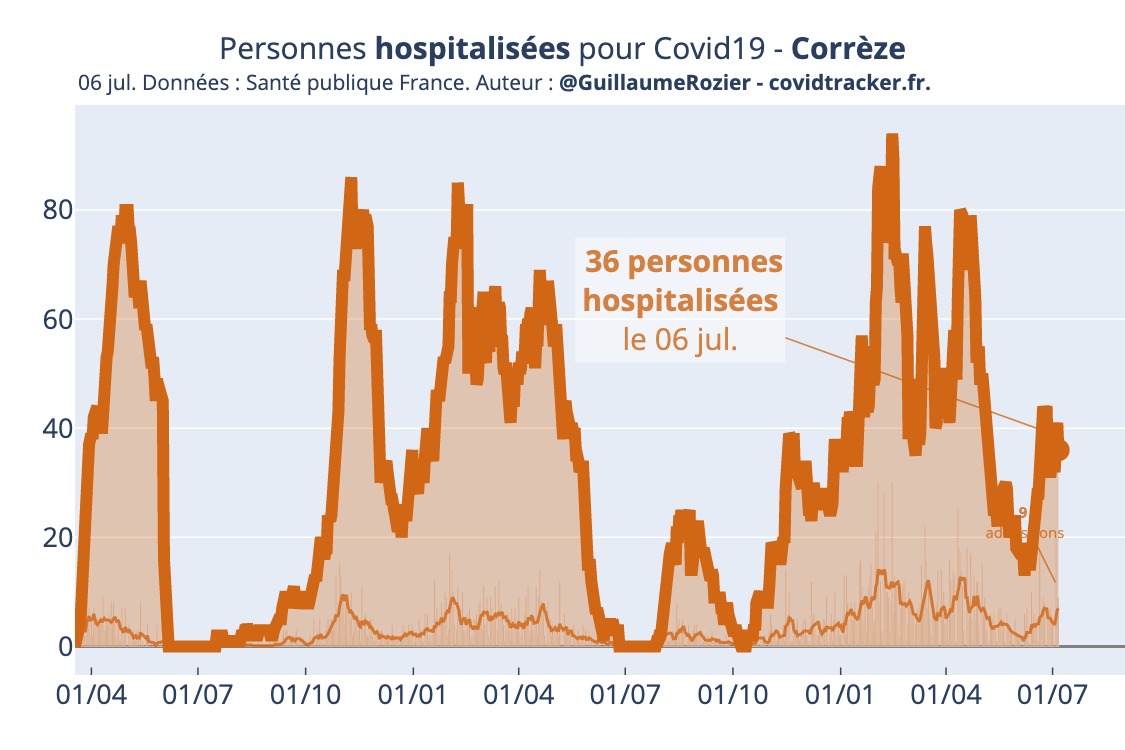 Personnes hospitalisées pour Covid19 - Corrèze
06 jul. Données : Santé publique France. Auteur : @GuillaumeRozier - covidtracker.fr.
80
36 personnes
hospitalisées
le 06 jul.
60
40
9
20
0
01/04 01/07 01/10 01/01 01/04 01/07 01/10 01/01 01/04 01/07